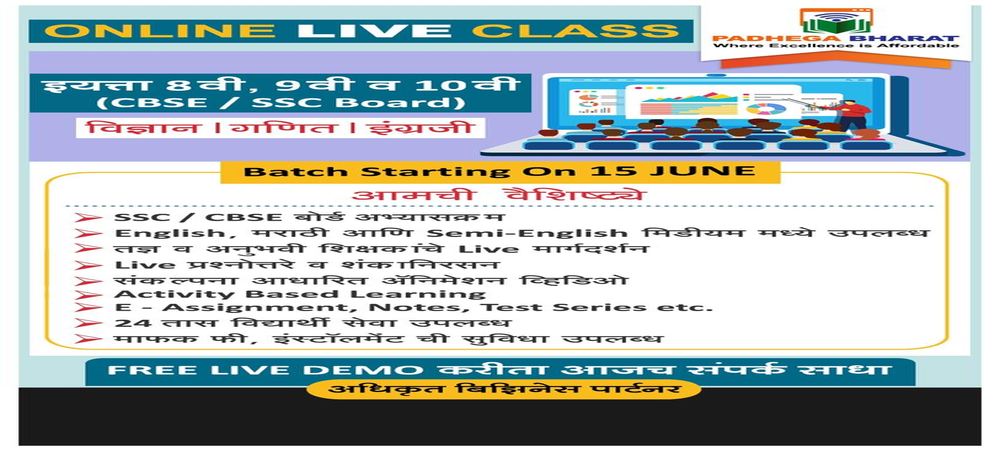 ONLINE LIVE CLASS
PADHEGA BHARAT
Where Excellence is Affordable
इयत्ता 8वी, 9वी व 10वी
(CBSE / SSC Board)
विज्ञान । गणित । इंग्रजी
Batch Starting On 15 JUNE
आमची वैशिष्ट्ये
SSC / CBSE बोर्ड अभ्यासक्रम
English, मराठी आणि Semi-English मिडीयम मध्ये उपलब्ध
तज्ञ व अनुभवी शिक्षकांचे Live मार्गदर्शन
Live प्रश्नोत्तरे व शंकानिरसन
संकल्पना आधारित ॲनिमेशन व्हिडिओ
Activity Based Learning
E - Assignment, Notes, Test Series etc.
24 तास विद्यार्थी सेवा उपलब्ध
माफक फी, इंस्टॉलमेंट ची सुविधा उपलब्ध
FREE LIVE DEMO करीता आजच संपर्क साधा
अधिकृत बिझिनेस पार्टनर